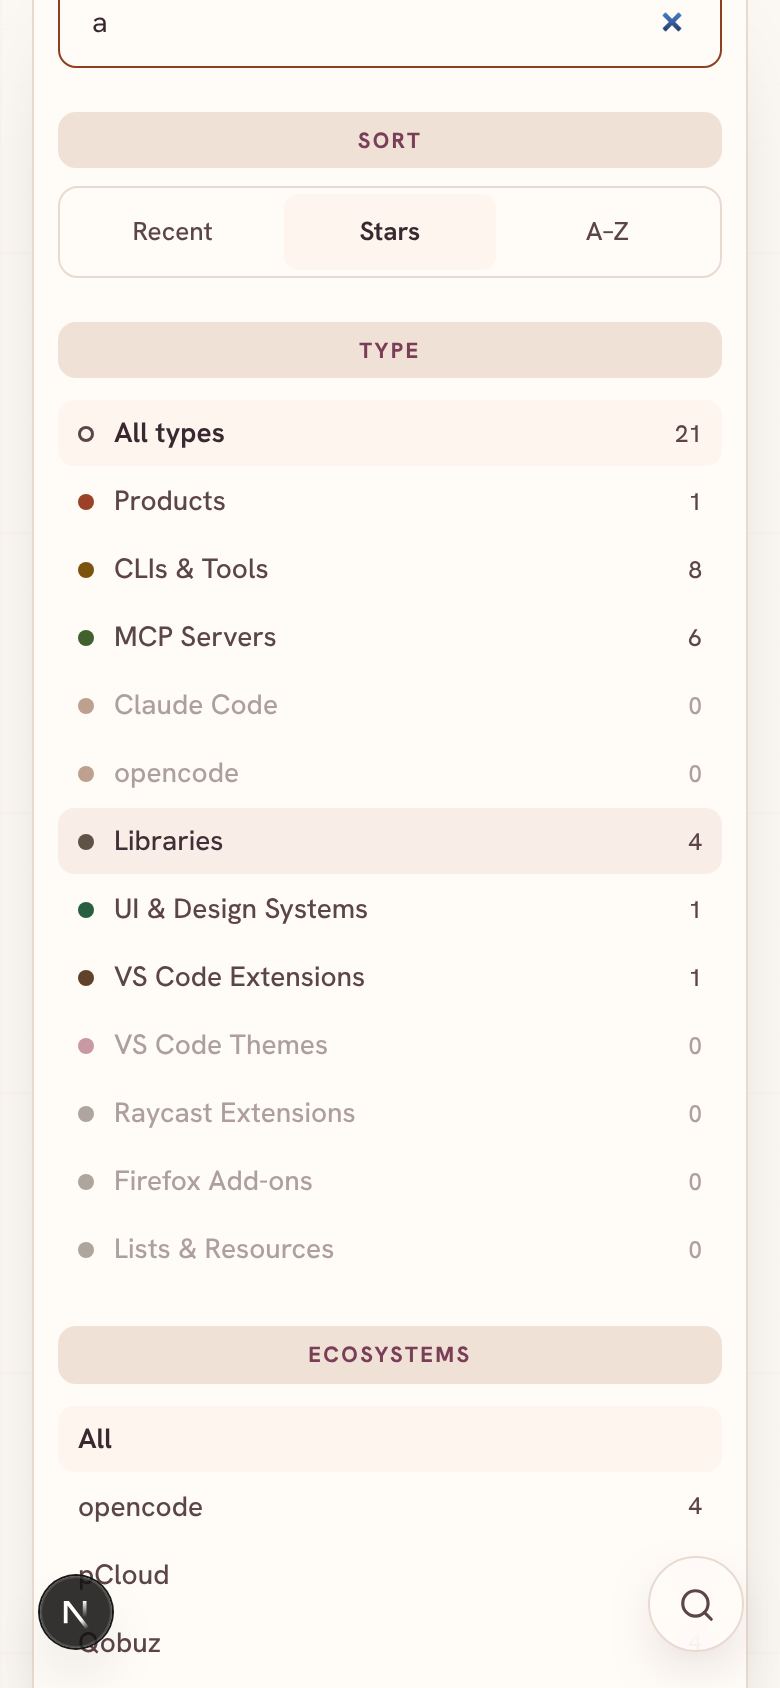 a
SORT
Recent Stars A–Z
TYPE
All types 21
Products 1
CLIs & Tools 8
MCP Servers 6
Claude Code 0
opencode 0
Libraries 4
UI & Design Systems 1
VS Code Extensions 1
VS Code Themes 0
Raycast Extensions 0
Firefox Add-ons 0
Lists & Resources 0
ECOSYSTEMS
All
opencode 4
pCloud
N
Qobuz 4